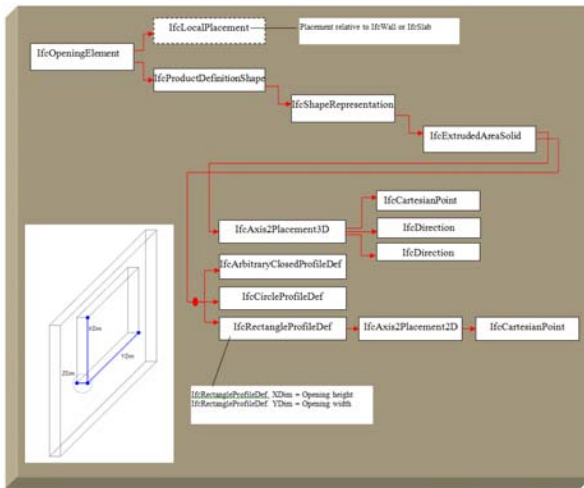 IfcLocalPlacement
Placement relative to IfcWall or IfcSlab
IfcOpeningElement
IfcProductDefinitionShape
IfcShapeRepresentation
IfcExtrudedAreaSolid
IfcCartesianPoint
IfcAxis2Placement3D
IfcDirection
IfcDirection
IfcArbitraryClosedProfileDef
IfcCircleProfileDef
IfcRectangleProfileDef
IfcAxis2Placement2D
IfcCartesianPoint
XDim
YDim
ZDim
IfcRectangleProfileDef, XDim = Opening height
IfcRectangleProfileDef YDim = Opening width